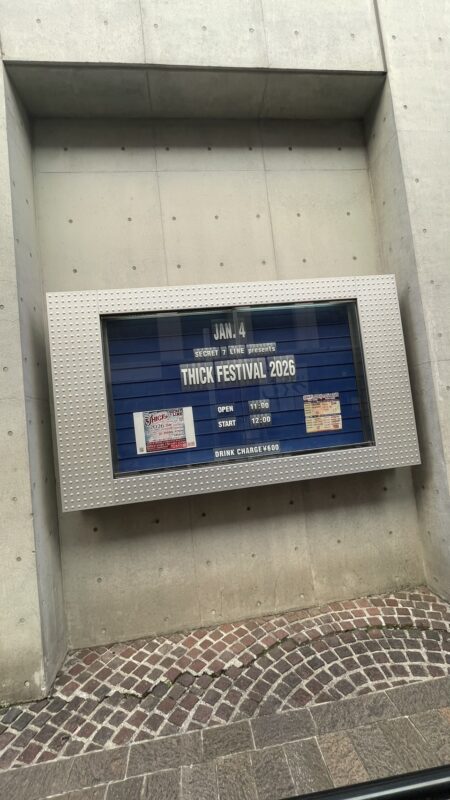 JAN. 4
SECRET 7 LINE presents
THICK FESTIVAL 2026
OPEN 11:00
START 12:00
DRINK CHARGE ¥600